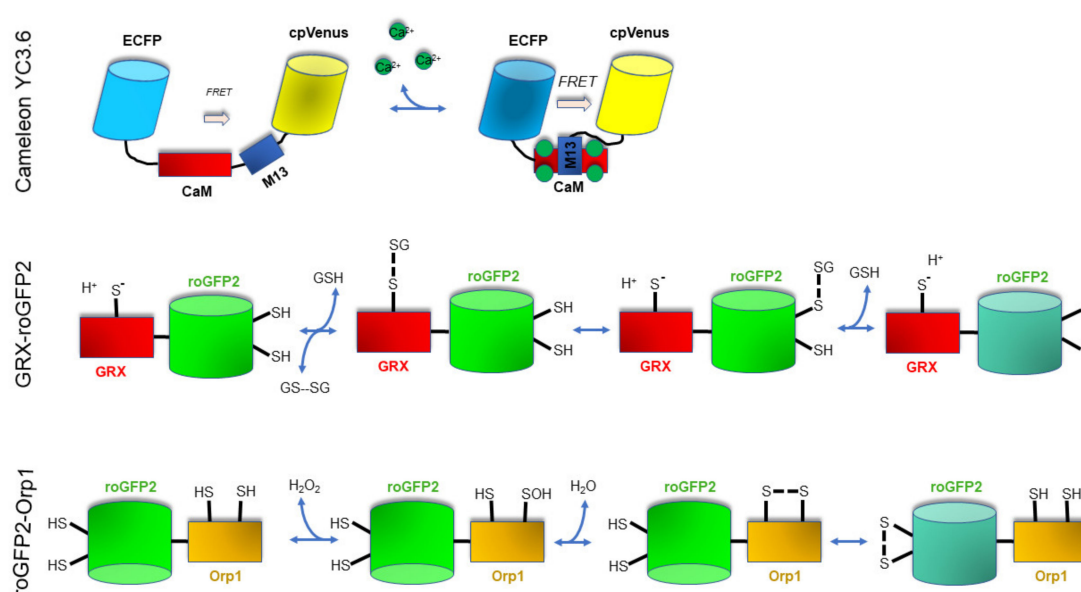 Cameleon YC3.6
ECFP
cpVenus
FRET
CaM
M13
Ca2+
Ca2+
Ca2+
ECFP
cpVenus
FRET
M13
CaM
GRX-roGFP2
H+
S-
roGFP2
SH
SH
GRX
GSH
GS--SG
SG
S
roGFP2
SH
SH
GRX
H+
S-
roGFP2
SG
S
S
SH
GRX
GSH
H+
S-
roGFP2
GRX
roGFP2-Orp1
roGFP2
HS
HS
HS
SH
Orp1
H2O2
roGFP2
HS
HS
HS
SOH
Orp1
H2O
roGFP2
HS
HS
S
S
Orp1
roGFP2
S
S
SH
SH
Orp1